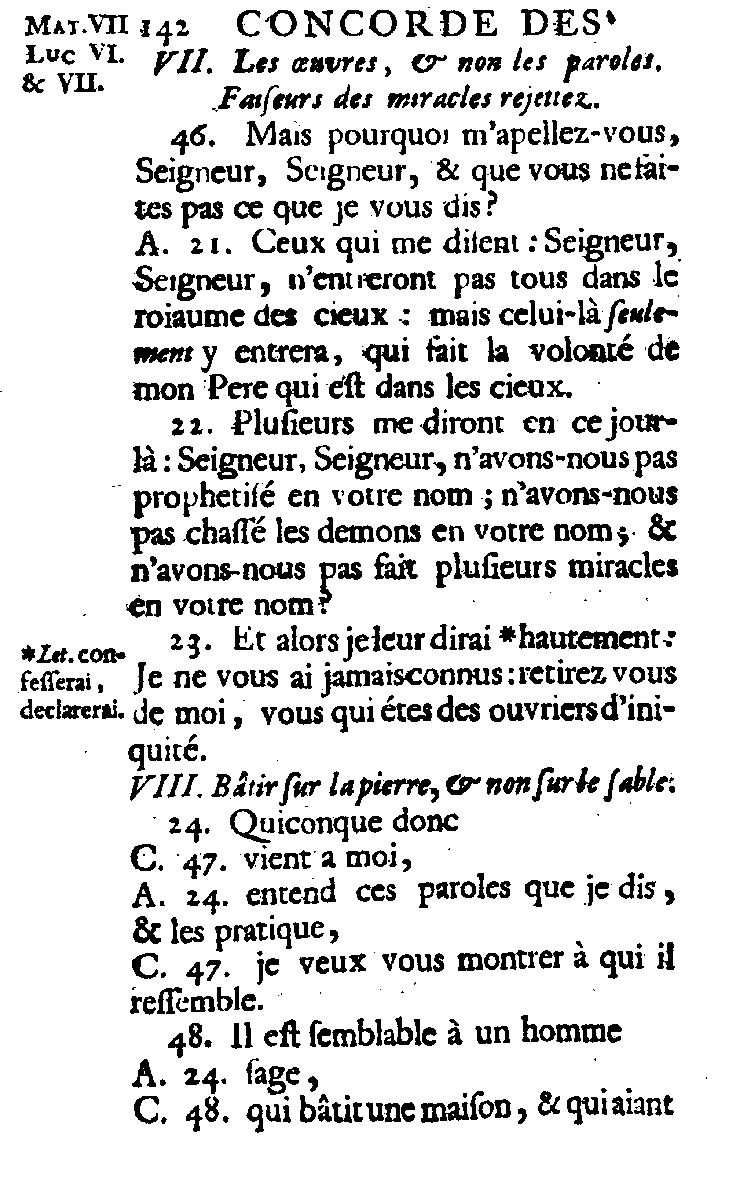 MAT. VII 142 CONCORDE DES
Luc VI. & VII.
VII. Les œuvres, & non les paroles.
Faiſeurs des miracles rejettez.
46. Mais pourquoi m'apellez-vous,
Seigneur, Seigneur, & que vous ne fai-
tes pas ce que je vous dis?
A. 21. Ceux qui me diſent : Seigneur,
Seigneur, n'entreront pas tous dans le
roiaume des cieux : mais celui-là ſeule-
ment y entrera, qui fait la volonté de
mon Pere qui eſt dans les cieux.
22. Pluſieurs me diront en ce jour-
là : Seigneur, Seigneur, n'avons-nous pas
prophetiſé en votre nom ; n'avons-nous
pas chaſſé les demons en votre nom ; &
n'avons-nous pas fait pluſieurs miracles
en votre nom?
23. Et alors je leur dirai *hautement :
Je ne vous ai jamais connus : retirez vous
de moi, vous qui étes des ouvriers d'ini-
quité.
*Let. con-
feſſerai,
declarerai.
VIII. Bâtir ſur la pierre, & non ſur le ſable.
24. Quiconque donc
C. 47. vient a moi,
A. 24. entend ces paroles que je dis,
& les pratique,
C. 47. je veux vous montrer à qui il
reſſemble.
48. Il eſt ſemblable à un homme
A. 24. ſage,
C. 48. qui bâtit une maiſon, & qui aiant